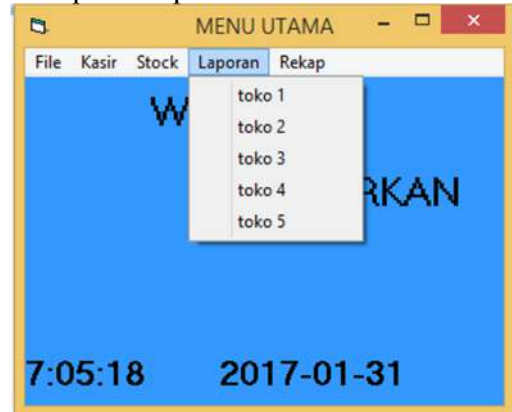 MENU UTAMA
File Kasir Stock Laporan Rekap
toko 1
toko 2
toko 3
toko 4
toko 5
7:05:18 2017-01-31